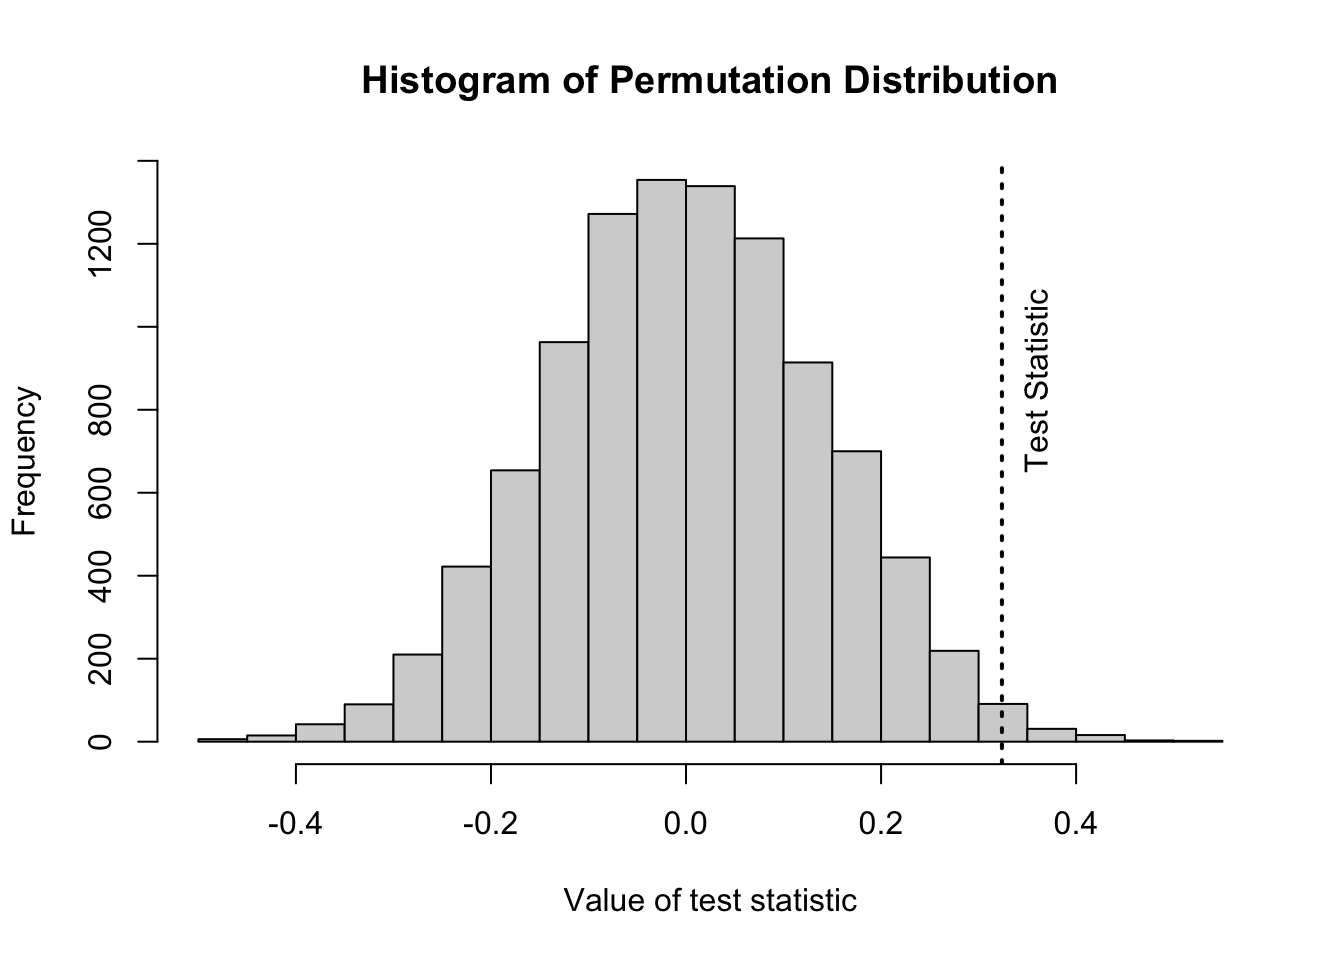 Histogram of Permutation Distribution
Frequency
1200
800
600
400
200
0
Test Statistic
-0.4
-0.2
0.0
0.2
0.4
Value of test statistic